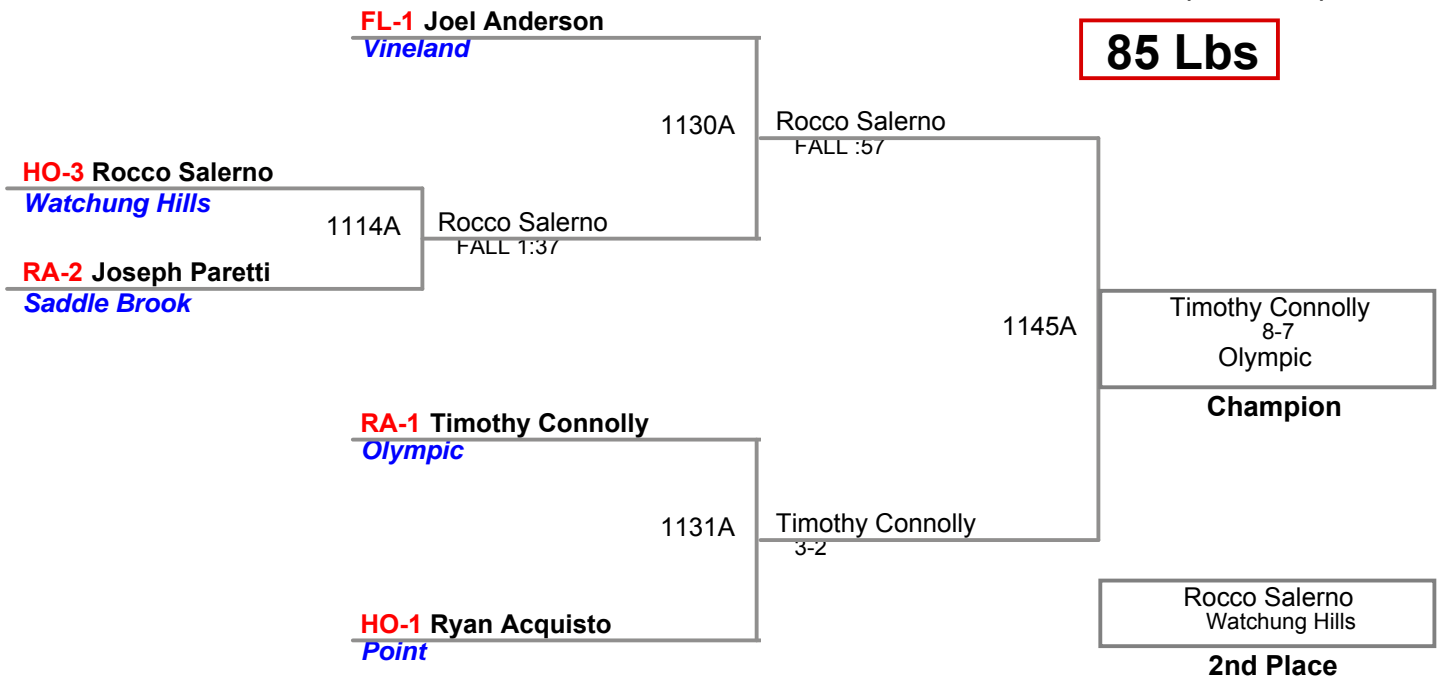 FL-1 Joel Anderson
Vineland
85 Lbs
1130A
Rocco Salerno
FALL :57
HO-3 Rocco Salerno
Watchung Hills
1114A
Rocco Salerno
FALL 1:37
RA-2 Joseph Paretti
Saddle Brook
1145A
Timothy Connolly
8-7
Olympic
Champion
RA-1 Timothy Connolly
Olympic
1131A
Timothy Connolly
3-2
HO-1 Ryan Acquisto
Point
Rocco Salerno
Watchung Hills
2nd Place